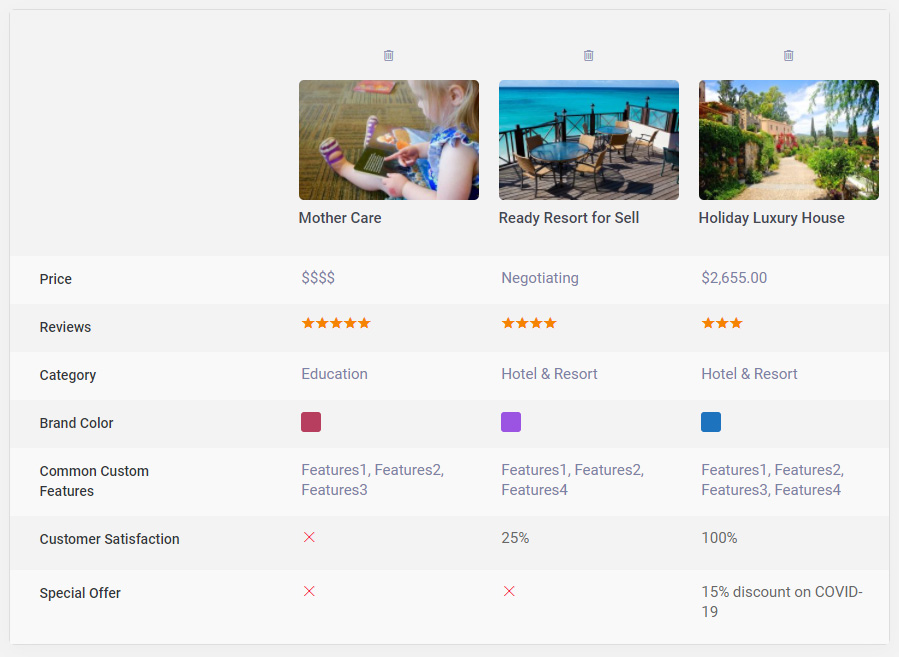 Mother Care
Ready Resort for Sell
Holiday Luxury House
Price
$$$$
Negotiating
$2,655.00
Reviews
Category
Education
Hotel & Resort
Hotel & Resort
Brand Color
Common Custom
Features
Features1, Features2,
Features3
Features1, Features2,
Features4
Features1, Features2,
Features3, Features4
Customer Satisfaction
25%
100%
Special Offer
15% discount on COVID-
19